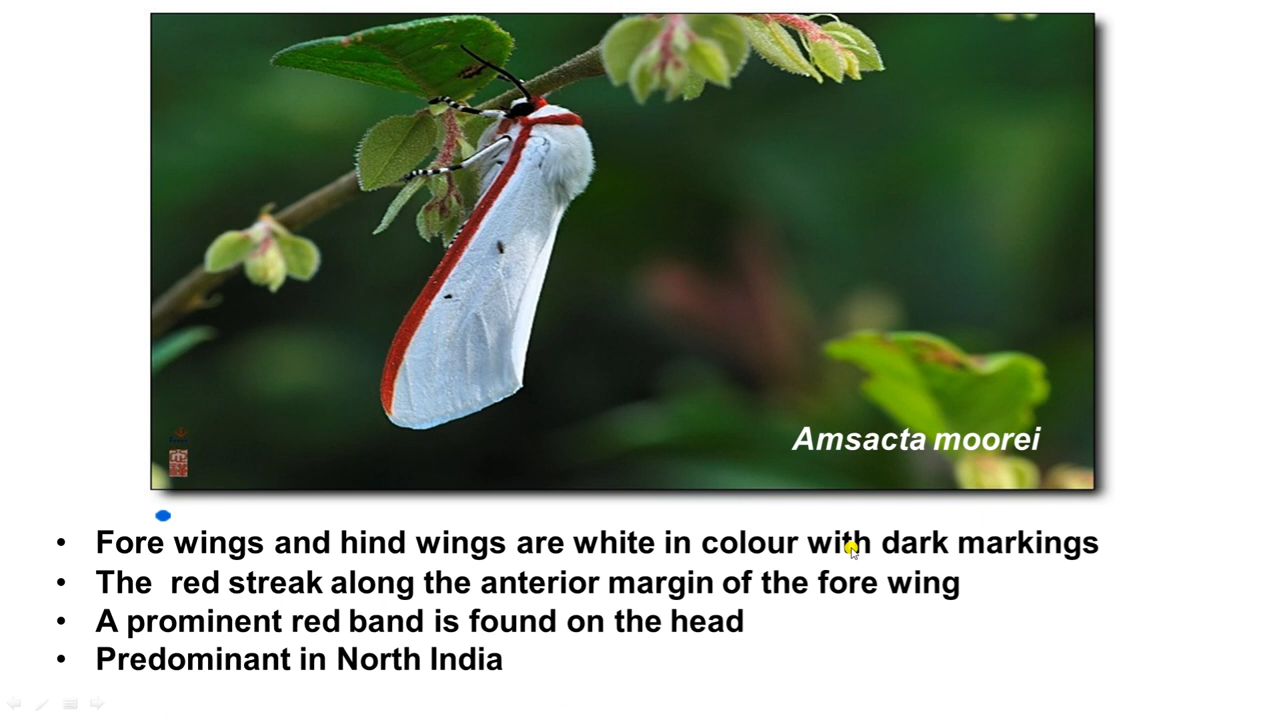 Amsacta moorei
• Fore wings and hind wings are white in colour with dark markings
• The red streak along the anterior margin of the fore wing
• A prominent red band is found on the head
• Predominant in North India